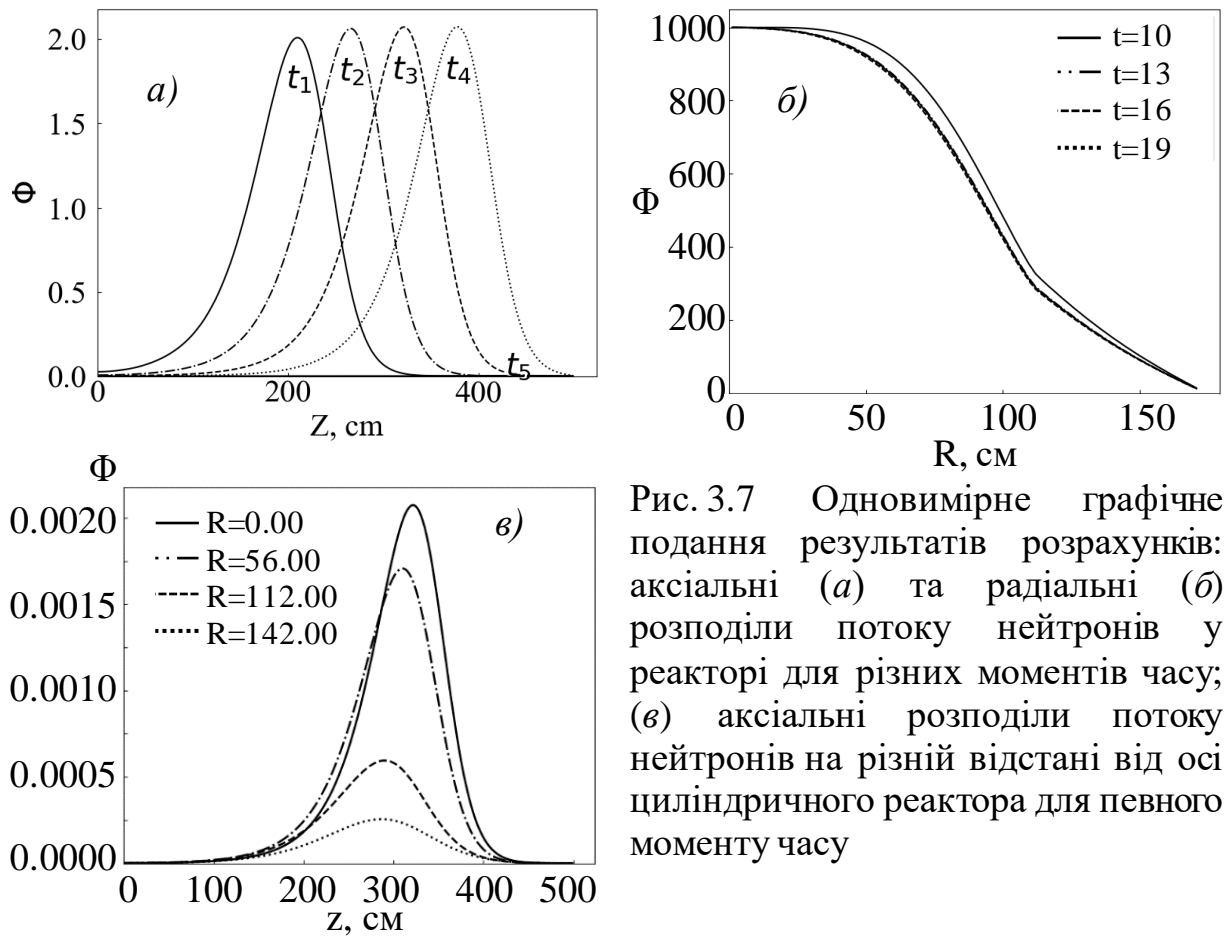 2.0
1.5
1.0
0.5
0.0
Φ
а)
t₁
t₂
t₃
t₄
t₅
0
200
400
Z, cm
1000
800
600
400
200
0
Φ
б)
t=10
t=13
t=16
t=19
0
50
100
150
R, см
Φ
0.0020
0.0015
0.0010
0.0005
0.0000
R=0.00
R=56.00
R=112.00
R=142.00
в)
0
100
200
300
400
500
z, см
Рис. 3.7 Одновимірне графічне
подання результатів розрахунків:
аксіальні (а) та радіальні (б)
розподіли потоку нейтронів у
реакторі для різних моментів часу;
(в) аксіальні розподіли потоку
нейтронів на різній відстані від осі
циліндричного реактора для певного
моменту часу